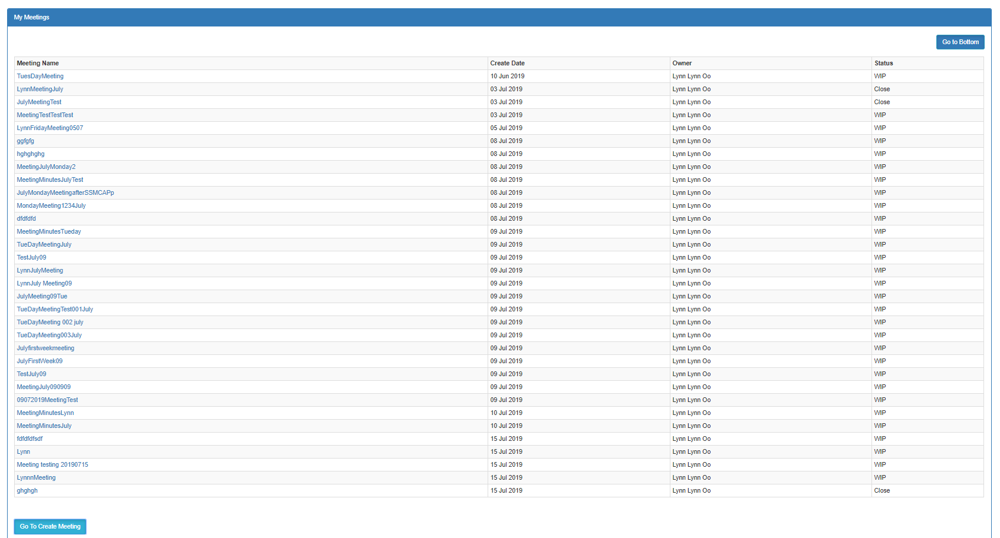 My Meetings
Go to Bottom
Meeting Name Create Date Owner Status
TuesDayMeeting 10 Jun 2019 Lynn Lynn Oo WIP
LynnMeetingJuly 03 Jul 2019 Lynn Lynn Oo Close
JulyMeetingTest 03 Jul 2019 Lynn Lynn Oo Close
MeetingTestTestTest 03 Jul 2019 Lynn Lynn Oo WIP
LynnFridayMeeting0507 05 Jul 2019 Lynn Lynn Oo WIP
ggfgfg 08 Jul 2019 Lynn Lynn Oo WIP
hghghghg 08 Jul 2019 Lynn Lynn Oo WIP
MeetingJulyMonday2 08 Jul 2019 Lynn Lynn Oo WIP
MeetingMinutesJulyTest 08 Jul 2019 Lynn Lynn Oo WIP
JulyMondayMeetingafterSSMCAPp 08 Jul 2019 Lynn Lynn Oo WIP
MondayMeeting1234July 08 Jul 2019 Lynn Lynn Oo WIP
dfdfdfd 08 Jul 2019 Lynn Lynn Oo WIP
MeetingMinutesTueday 09 Jul 2019 Lynn Lynn Oo WIP
TueDayMeetingJuly 09 Jul 2019 Lynn Lynn Oo WIP
TestJuly09 09 Jul 2019 Lynn Lynn Oo WIP
LynnJulyMeeting 09 Jul 2019 Lynn Lynn Oo WIP
LynnJuly Meeting09 09 Jul 2019 Lynn Lynn Oo WIP
JulyMeeting09Tue 09 Jul 2019 Lynn Lynn Oo WIP
TueDayMeetingTest001July 09 Jul 2019 Lynn Lynn Oo WIP
TueDayMeeting 002 july 09 Jul 2019 Lynn Lynn Oo WIP
TueDayMeeting003July 09 Jul 2019 Lynn Lynn Oo WIP
Julyfirstweekmeeting 09 Jul 2019 Lynn Lynn Oo WIP
JulyFirstWeek09 09 Jul 2019 Lynn Lynn Oo WIP
TestJuly09 09 Jul 2019 Lynn Lynn Oo WIP
MeetingJuly090909 09 Jul 2019 Lynn Lynn Oo WIP
09072019MeetingTest 09 Jul 2019 Lynn Lynn Oo WIP
MeetingMinutesLynn 10 Jul 2019 Lynn Lynn Oo WIP
MeetingMinutesJuly 10 Jul 2019 Lynn Lynn Oo WIP
fdfdfdfsdf 15 Jul 2019 Lynn Lynn Oo WIP
Lynn 15 Jul 2019 Lynn Lynn Oo WIP
Meeting testing 20190715 15 Jul 2019 Lynn Lynn Oo WIP
LynnnMeeting 15 Jul 2019 Lynn Lynn Oo WIP
ghghgh 15 Jul 2019 Lynn Lynn Oo Close
Go To Create Meeting